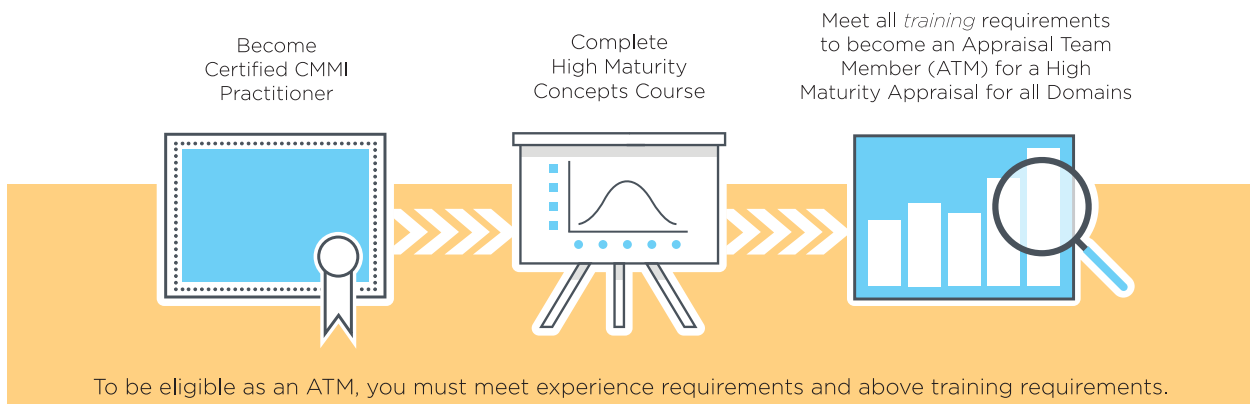 Become
Certified CMMI
Practitioner
Complete
High Maturity
Concepts Course
Meet all training requirements
to become an Appraisal Team
Member (ATM) for a High
Maturity Appraisal for all Domains
To be eligible as an ATM, you must meet experience requirements and above training requirements.